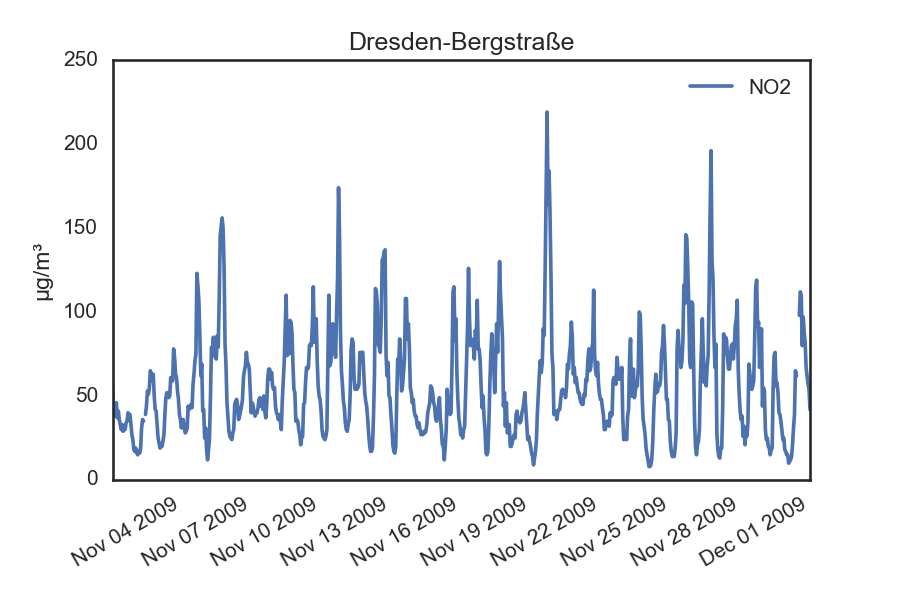 Dresden-Bergstraße
250
200
150
100
50
0
µg/m³
NO2
Nov 04 2009
Nov 07 2009
Nov 10 2009
Nov 13 2009
Nov 16 2009
Nov 19 2009
Nov 22 2009
Nov 25 2009
Nov 28 2009
Dec 01 2009